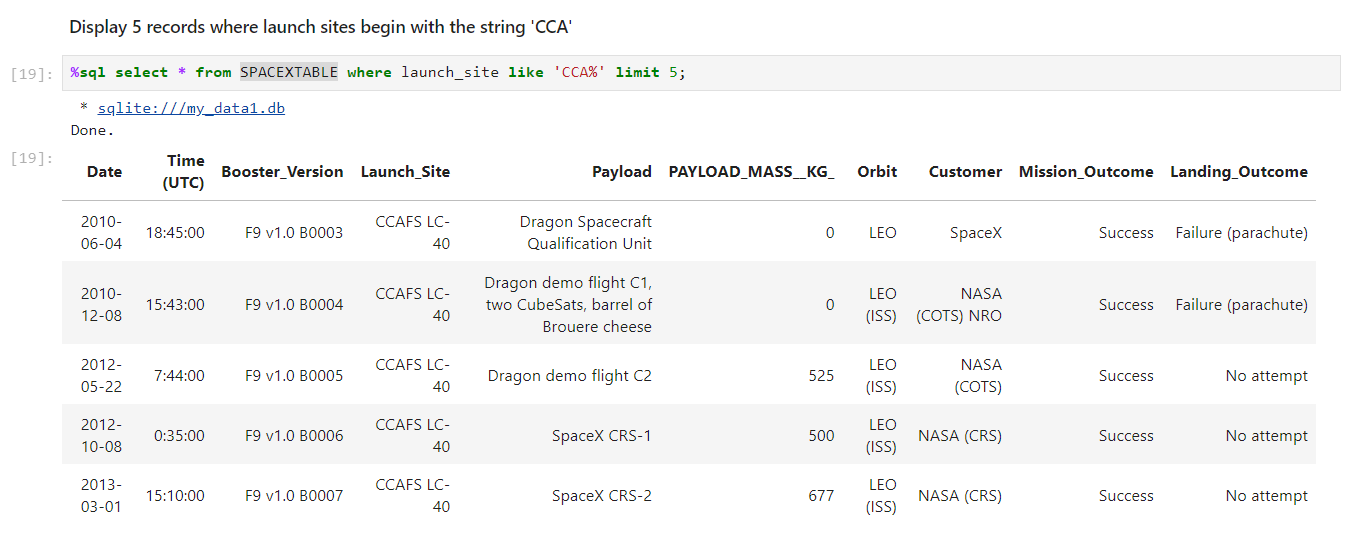 Display 5 records where launch sites begin with the string 'CCA'
[19]: %sql select * from SPACEXTABLE where launch_site like 'CCA%' limit 5;
* sqlite:///my_data1.db
Done.
[19]:
Date Time (UTC) Booster_Version Launch_Site Payload PAYLOAD_MASS__KG_ Orbit Customer Mission_Outcome Landing_Outcome
2010-06-04 18:45:00 F9 v1.0 B0003 CCAFS LC-40 Dragon Spacecraft Qualification Unit 0 LEO SpaceX Success Failure (parachute)
2010-12-08 15:43:00 F9 v1.0 B0004 CCAFS LC-40 Dragon demo flight C1, two CubeSats, barrel of Brouere cheese 0 LEO (ISS) NASA (COTS) NRO Success Failure (parachute)
2012-05-22 7:44:00 F9 v1.0 B0005 CCAFS LC-40 Dragon demo flight C2 525 LEO (ISS) NASA (COTS) Success No attempt
2012-10-08 0:35:00 F9 v1.0 B0006 CCAFS LC-40 SpaceX CRS-1 500 LEO (ISS) NASA (CRS) Success No attempt
2013-03-01 15:10:00 F9 v1.0 B0007 CCAFS LC-40 SpaceX CRS-2 677 LEO (ISS) NASA (CRS) Success No attempt